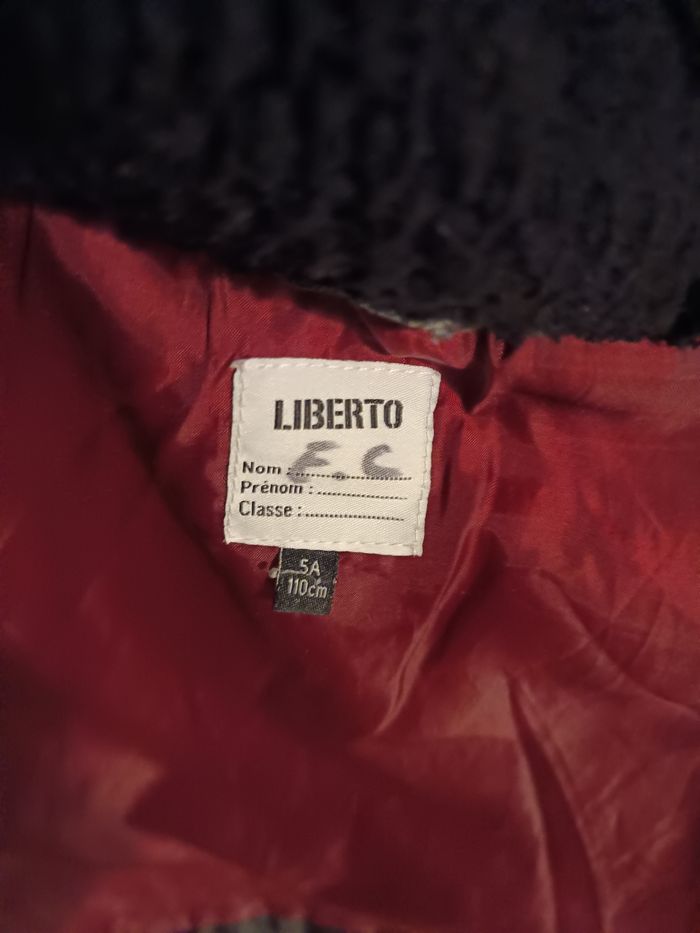 LIBERTO
Nom : F.C
Prénom : ....................
Classe : ....................
5A
110cm